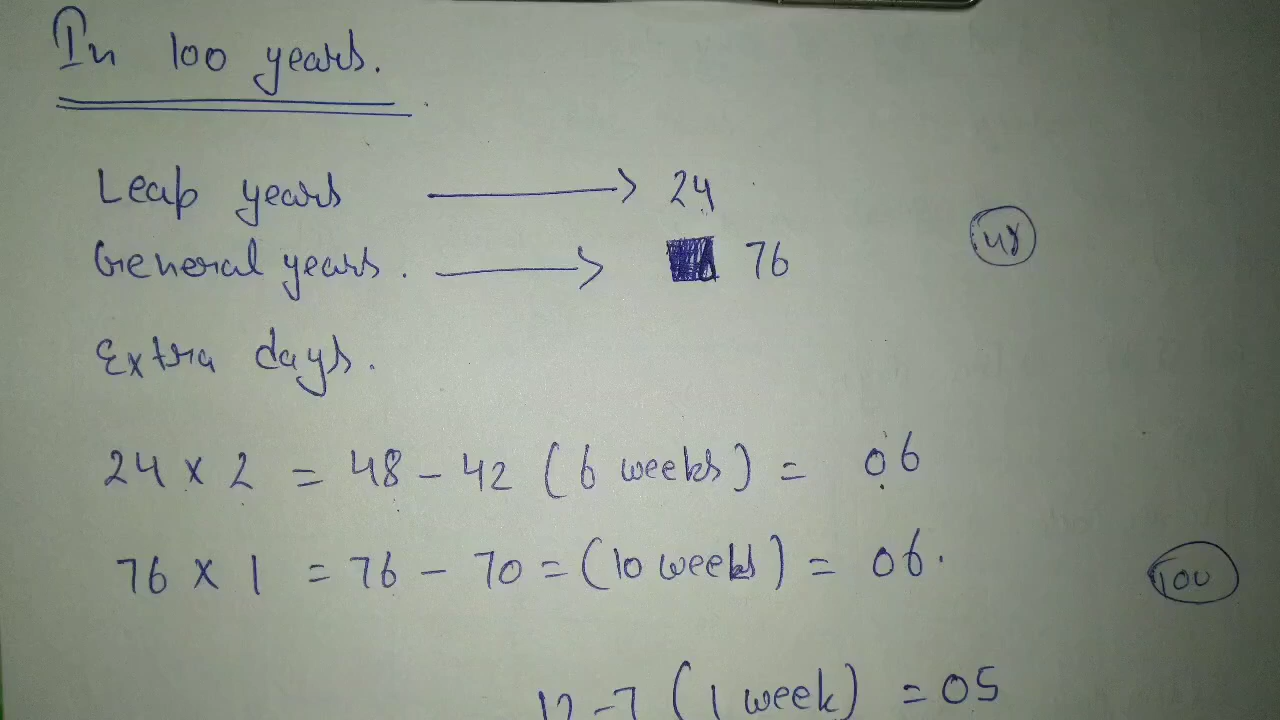 In 100 years.
Leap years → 24
General years. → 76
48
Extra days.
24 x 2 = 48 - 42 (6 weeks) = 06
76 x 1 = 76 - 70 = (10 weeks) = 06.
100
12 - 7 (1 week) = 05